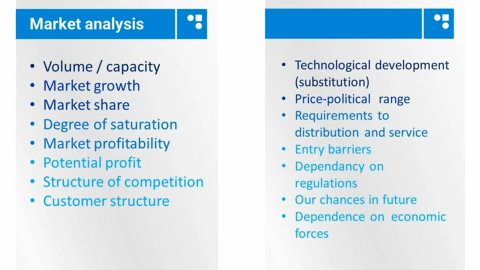 Market analysis
• Volume / capacity
• Market growth
• Market share
• Degree of saturation
• Market profitability
• Potential profit
• Structure of competition
• Customer structure
• Technological development
(substitution)
• Price-political range
• Requirements to
distribution and service
• Entry barriers
• Dependancy on
regulations
• Our chances in future
• Dependence on economic
forces